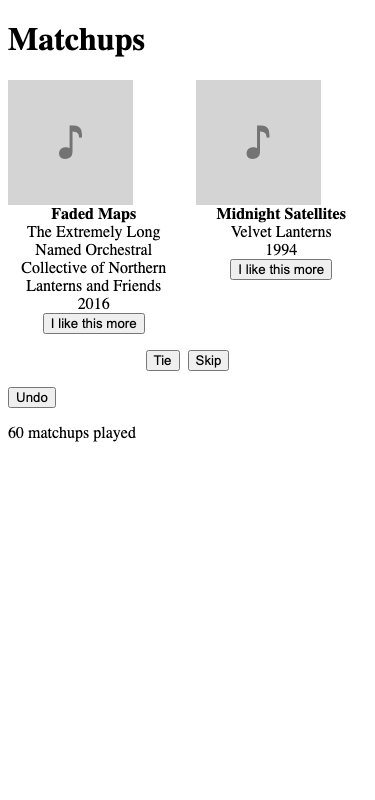 Matchups
Faded Maps
The Extremely Long
Named Orchestral
Collective of Northern
Lanterns and Friends
2016
I like this more
Midnight Satellites
Velvet Lanterns
1994
I like this more
Tie
Skip
Undo
60 matchups played